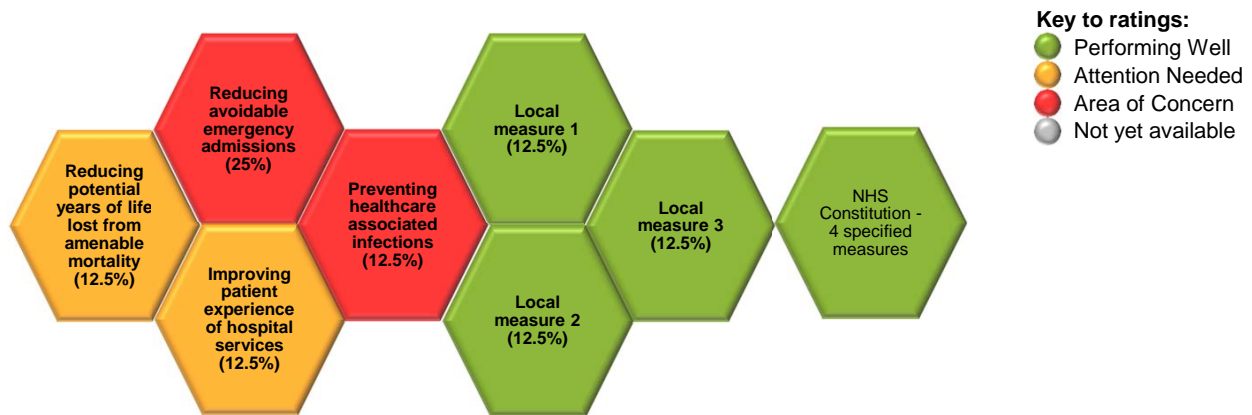 Key to ratings:
Performing Well
Attention Needed
Area of Concern
Not yet available
Reducing
potential
years of life
lost from
amenable
mortality
(12.5%)
Reducing
avoidable
emergency
admissions
(25%)
Improving
patient
experience
of hospital
services
(12.5%)
Preventing
healthcare
associated
infections
(12.5%)
Local
measure 1
(12.5%)
Local
measure 2
(12.5%)
Local
measure 3
(12.5%)
NHS
Constitution -
4 specified
measures